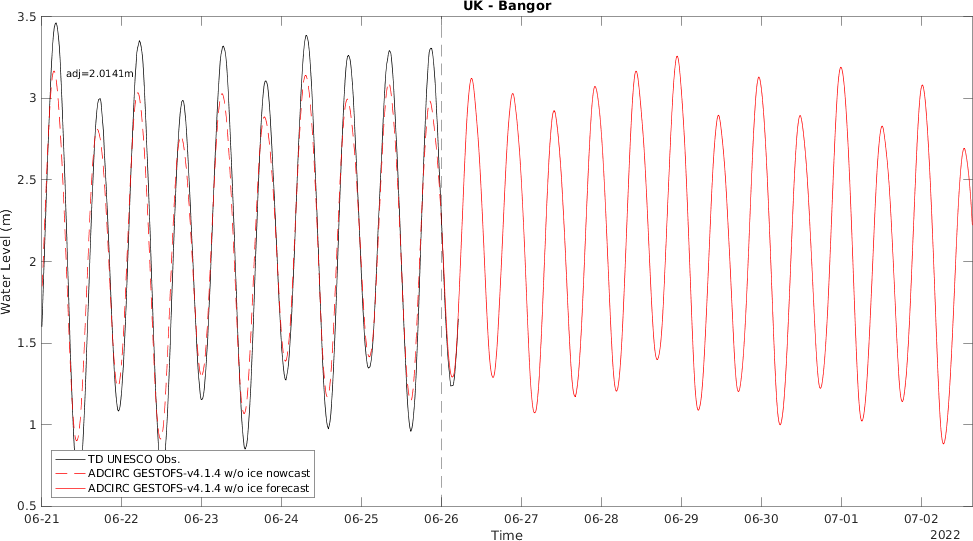 UK - Bangor
3.5
adj=2.0141m
3
2.5
2
1.5
1
0.5
Water Level (m)
TD UNESCO Obs.
ADCIRC GESTOFS-v4.1.4 w/o ice nowcast
ADCIRC GESTOFS-v4.1.4 w/o ice forecast
06-21 06-22 06-23 06-24 06-25 06-26 06-27 06-28 06-29 06-30 07-01 07-02
Time
2022